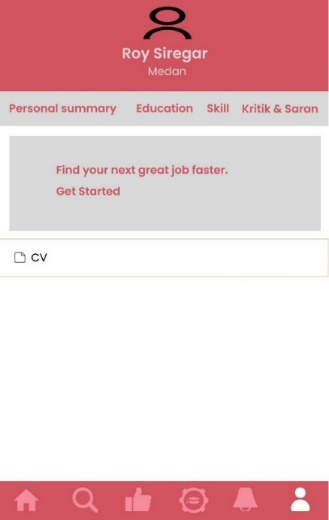 Roy Siregar
Medan
Personal summary Education Skill Kritik & Saran
Find your next great job faster.
Get Started
CV